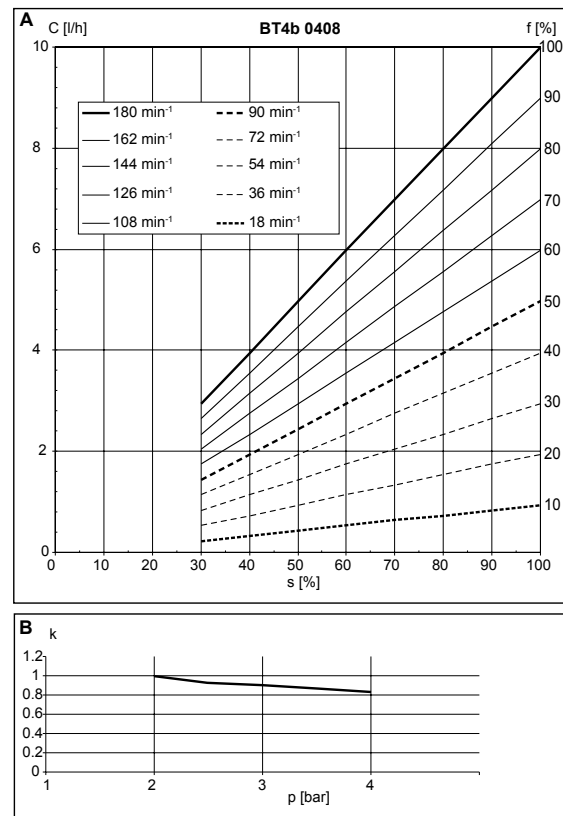 A
C [l/h]
BT4b 0408
f [%]
10
8
6
4
2
0
180 min-1
162 min-1
144 min-1
126 min-1
108 min-1
90 min-1
72 min-1
54 min-1
36 min-1
18 min-1
100
90
80
70
60
50
40
30
20
10
0 10 20 30 40 50 60 70 80 90 100
s [%]
B
k
1.2
1
0.8
0.6
0.4
0.2
0
1 2 3 4
p [bar]